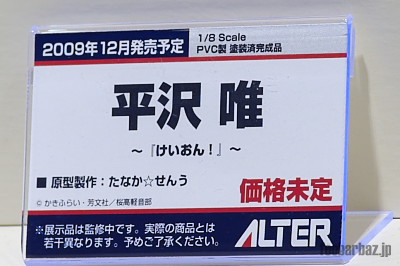 2009年12月発売予定
1/8 Scale
PVC製 塗装済完成品
平沢 唯
～『けいおん！』～
■ 原型製作：たなか☆せんう
© かきふらい・芳文社／桜高軽音部
価格未定
※展示品は監修中です。実際の商品とは
若干異なります。予めご了承ください。
ALTER